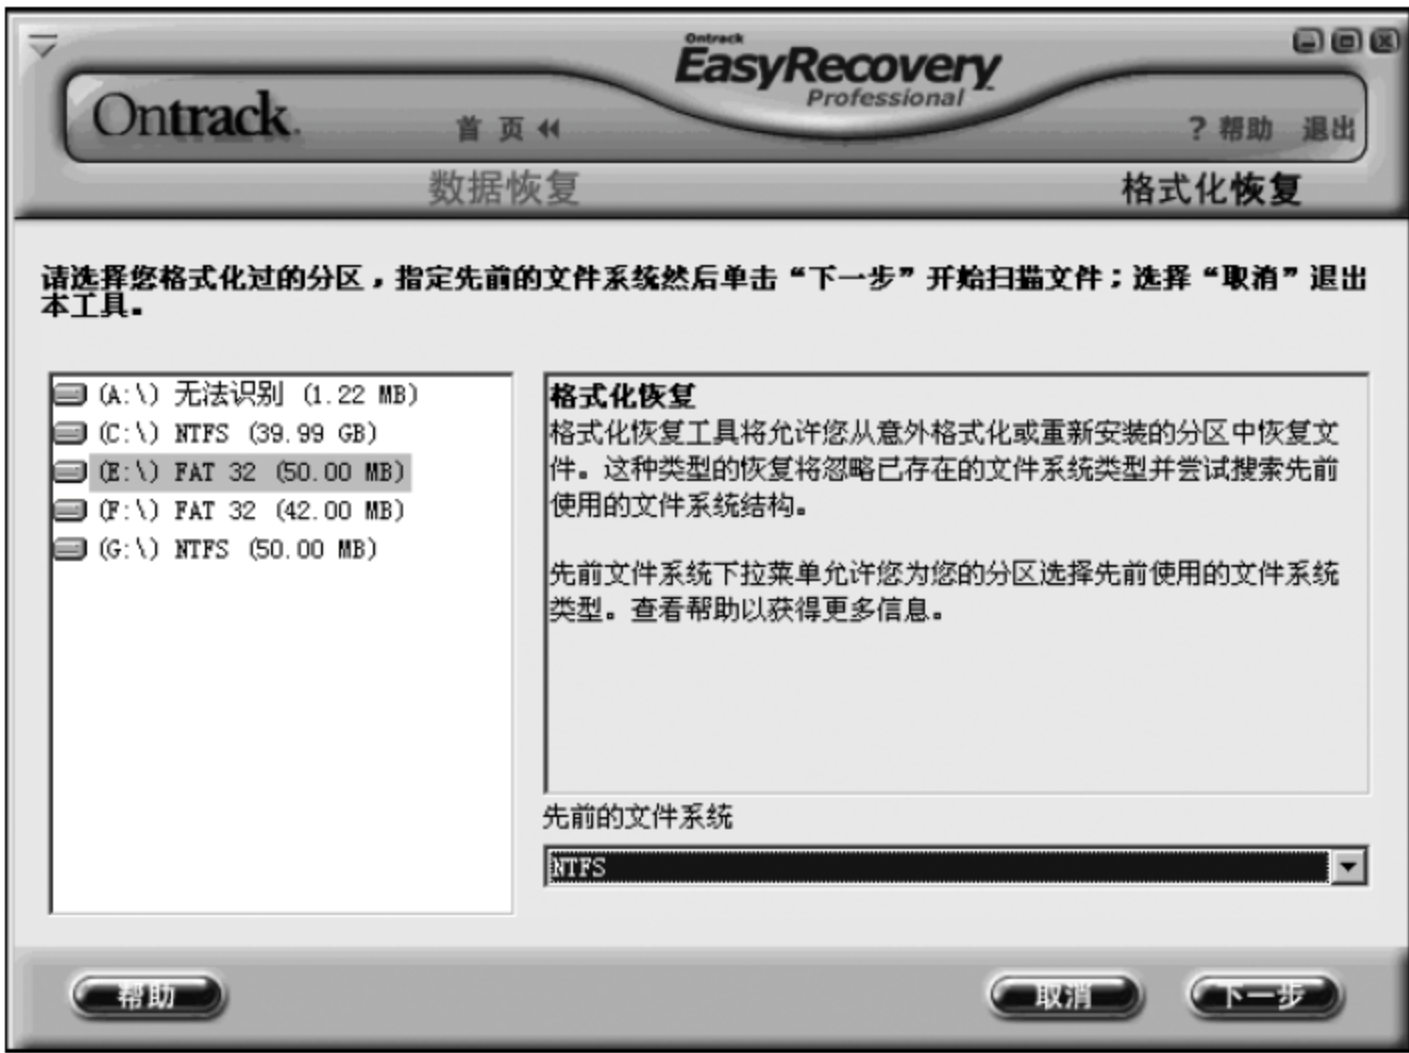 Ontrack
EasyRecovery
Professional
Ontrack.
首 页
? 帮助 退出
数据恢复
格式化恢复
请选择您格式化过的分区，指定先前的文件系统然后单击“下一步”开始扫描文件；选择“取消”退出
本工具。
(A:\) 无法识别 (1.22 MB)
(C:\) NTFS (39.99 GB)
(E:\) FAT 32 (50.00 MB)
(F:\) FAT 32 (42.00 MB)
(G:\) NTFS (50.00 MB)
格式化恢复
格式化恢复工具将允许您从意外格式化或重新安装的分区中恢复文
件。这种类型的恢复将忽略已存在的文件系统类型并尝试搜索先前
使用的文件系统结构。
先前文件系统下拉菜单允许您为您的分区选择先前使用的文件系统
类型。查看帮助以获得更多信息。
先前的文件系统
NTFS
帮助
取消
下一步